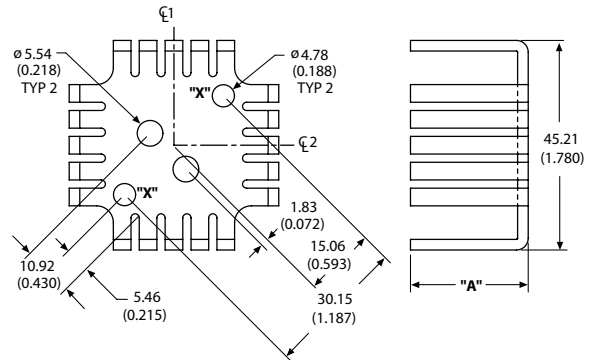 ℄1
ø 5.54
(0.218)
TYP 2
ø 4.78
(0.188)
TYP 2
"X"
℄2
45.21
(1.780)
"X"
1.83
(0.072)
15.06
(0.593)
10.92
(0.430)
5.46
(0.215)
30.15
(1.187)
"A"